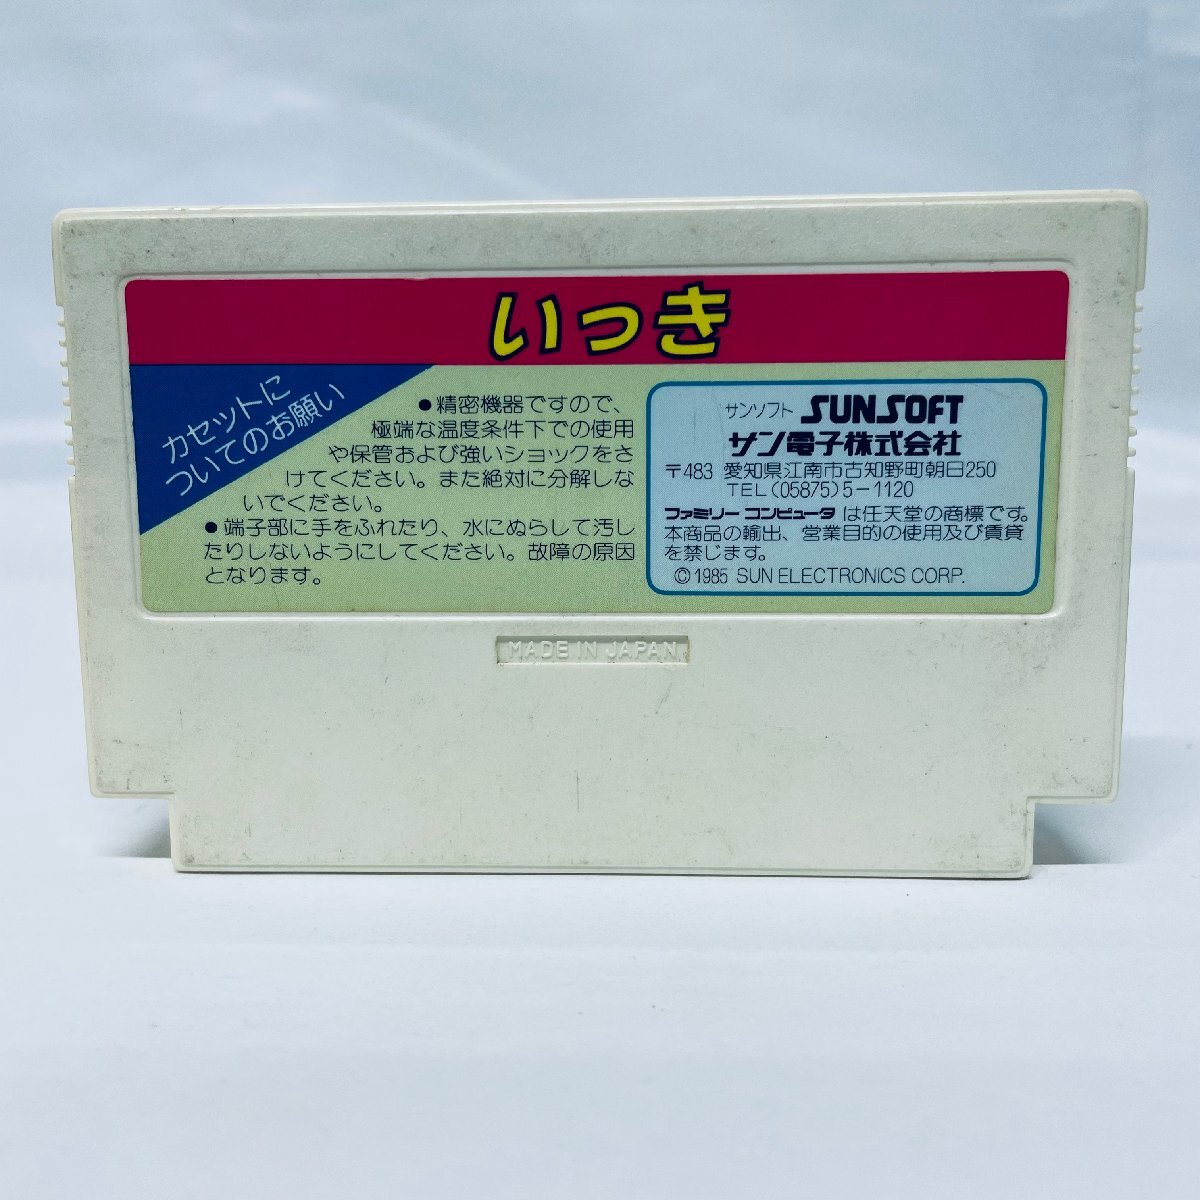 いっき
カセットに
ついてのお願い
●精密機器ですので、
極端な温度条件下での使用
や保管および強いショックをさ
けてください。また絶対に分解しな
いでください。
●端子部に手をふれたり、水にぬらして汚し
たりしないようにしてください。故障の原因
となります。
サンソフト SUNSOFT
サン電子株式会社
〒483 愛知県江南市古知野町朝日250
TEL(05875)5-1120
ファミリーコンピュータは任天堂の商標です。
本商品の輸出、営業目的の使用及び賃貸
を禁じます。
©1985 SUN ELECTRONICS CORP.
MADE IN JAPAN